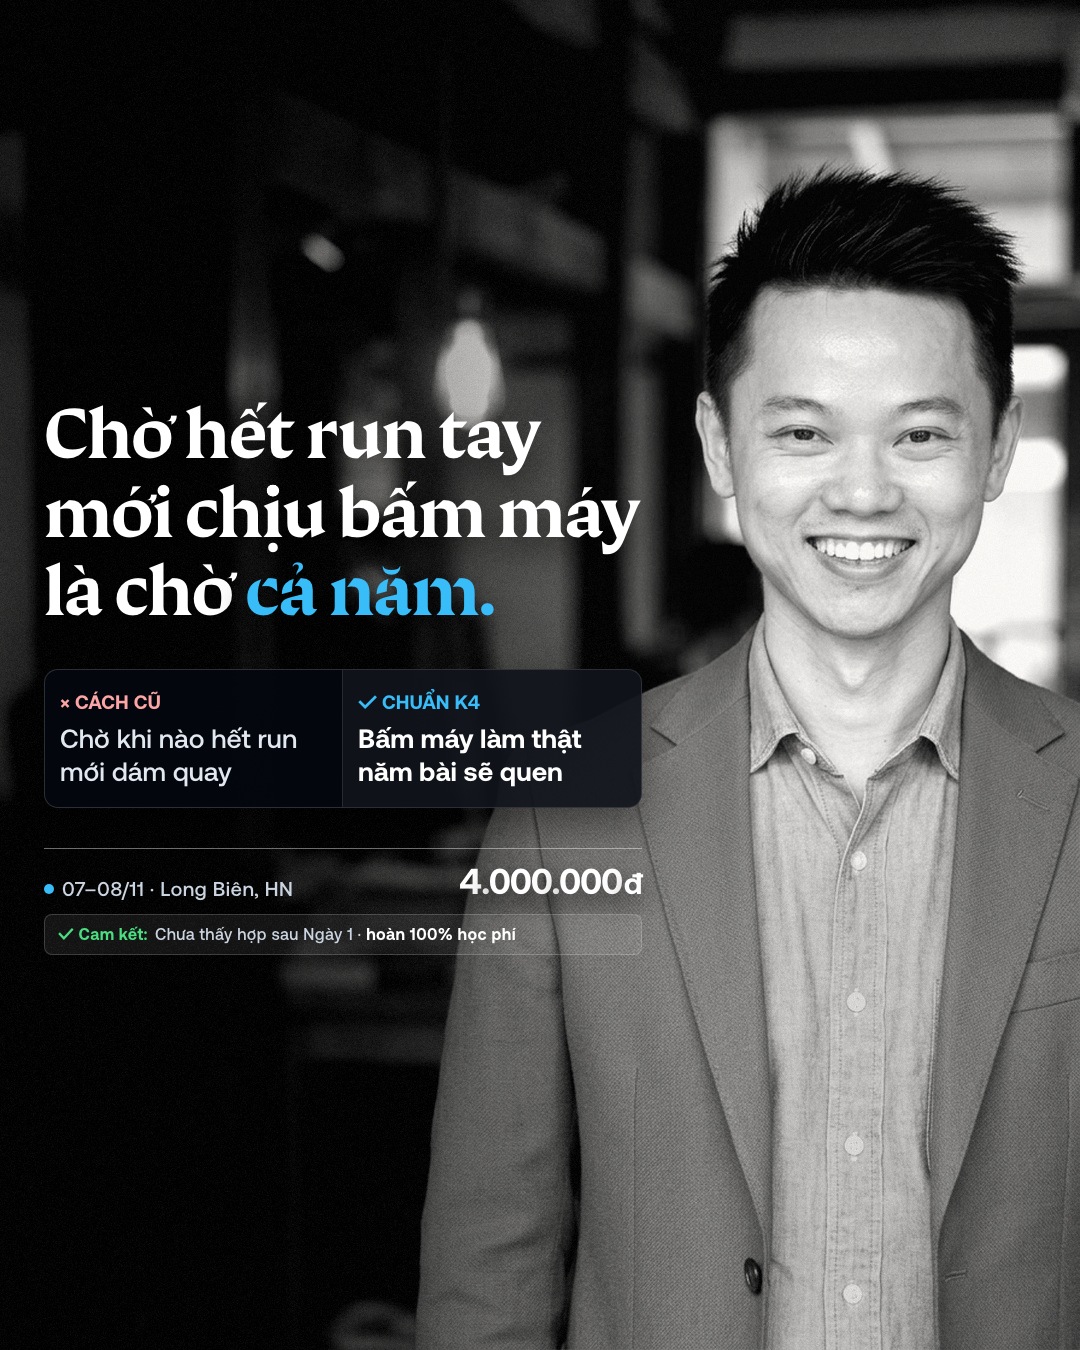 Chờ hết run tay
mới chịu bấm máy
là chờ cả năm.
× CÁCH CŨ
Chờ khi nào hết run
mới dám quay
✓ CHUẨN K4
Bấm máy làm thật
năm bài sẽ quen
07–08/11 · Long Biên, HN
4.000.000đ
✓ Cam kết: Chưa thấy hợp sau Ngày 1 · hoàn 100% học phí